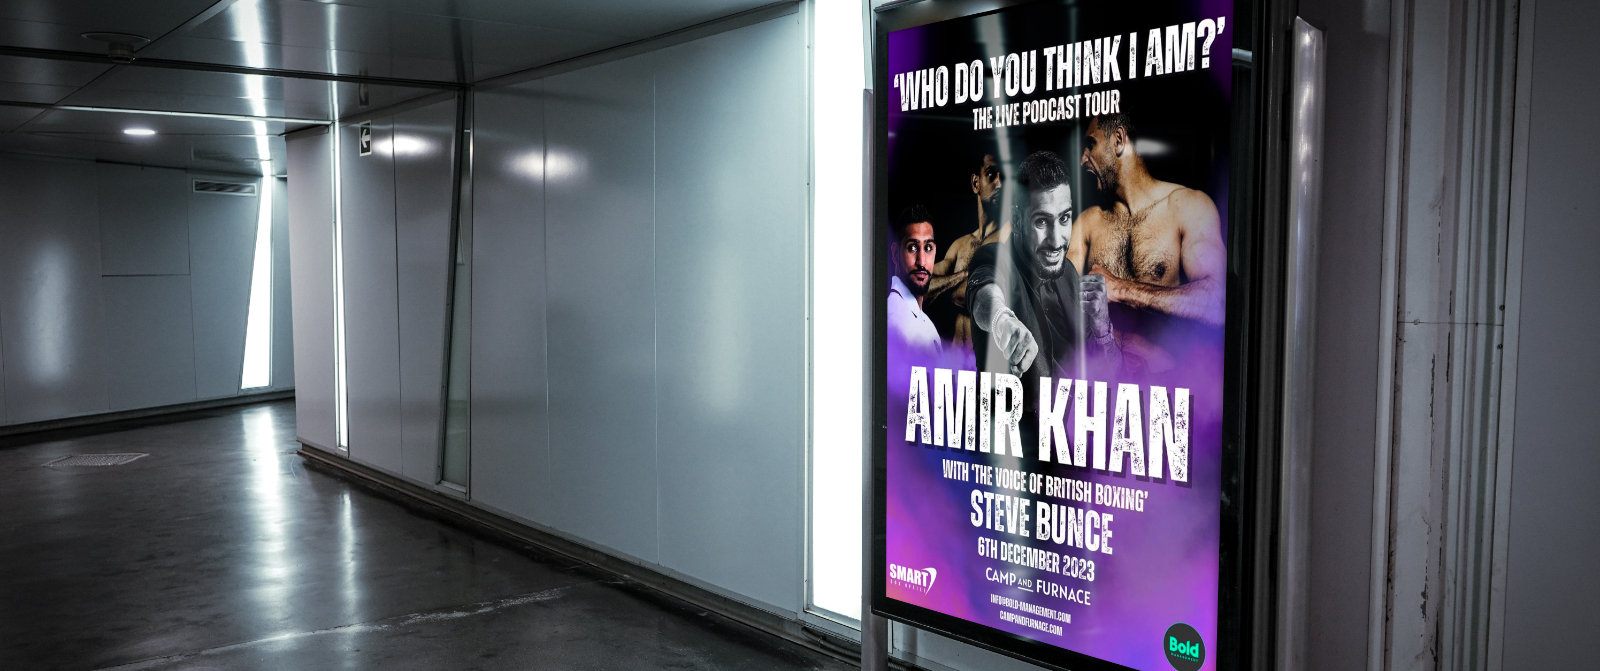 'WHO DO YOU THINK I AM?'
THE LIVE PODCAST TOUR
AMIR KHAN
WITH 'THE VOICE OF BRITISH BOXING'
STEVE BUNCE
6TH DECEMBER 2023
CAMP AND FURNACE
INFO@BOLD-MANAGEMENT.COM
CAMPANDFURNACE.COM
SMART
Bold
MANAGEMENT